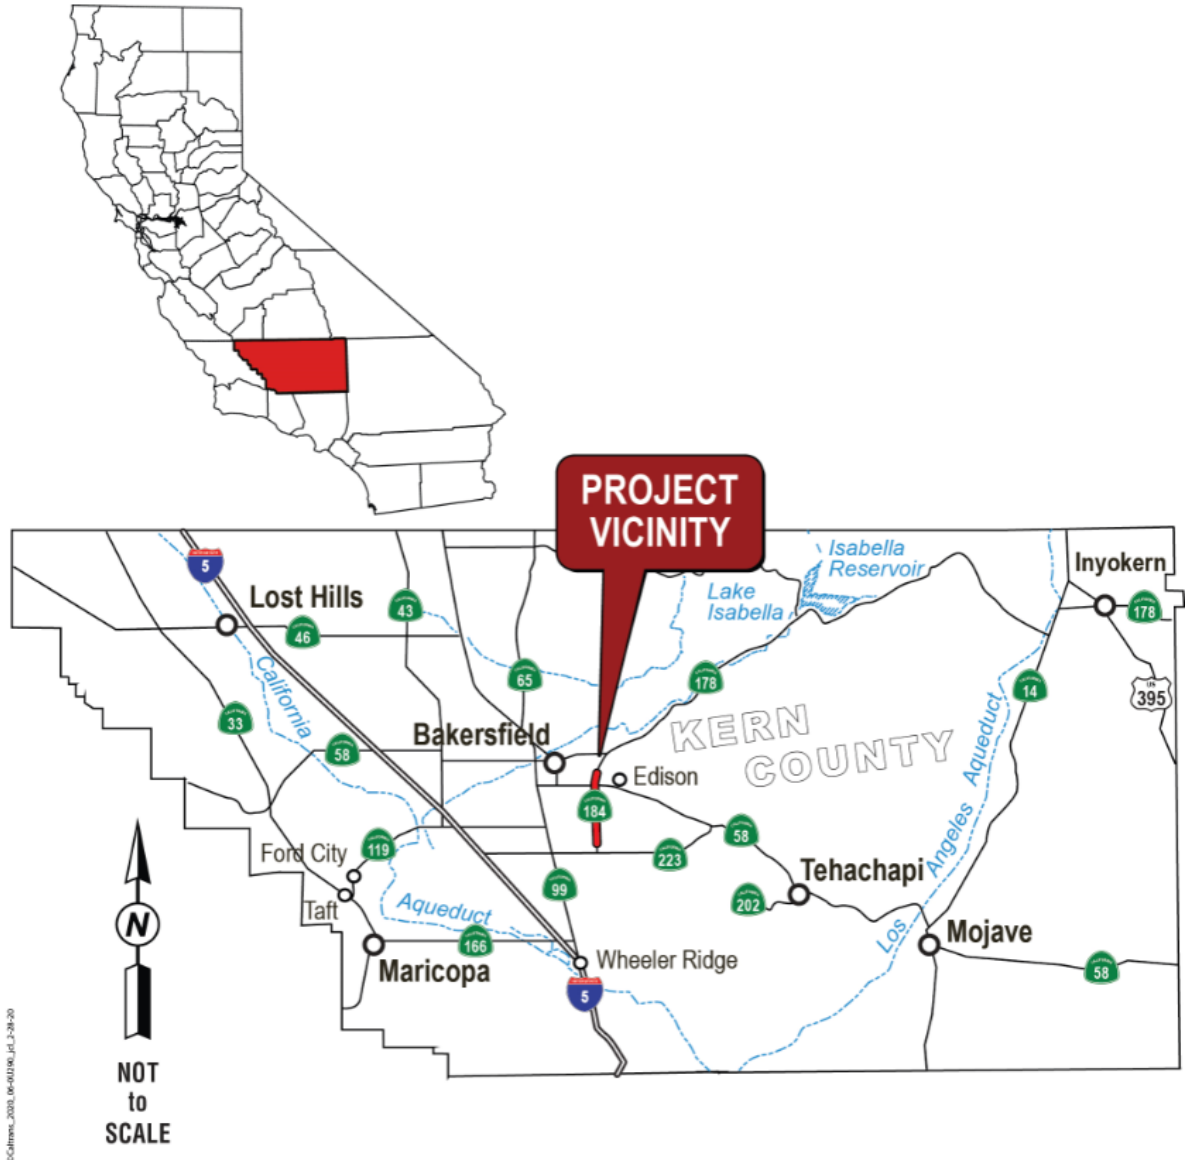 PROJECT
VICINITY
5
Lost Hills
46
43
65
Lake
Isabella
Isabella
Reservoir
178
Inyokern
178
US
395
14
33
California
58
Bakersfield
KERN
COUNTY
Edison
184
Los Angeles Aqueduct
119
Ford City
Taft
99
223
58
Tehachapi
202
Aqueduct
166
Maricopa
Wheeler Ridge
5
Mojave
58
N
NOT
to
SCALE